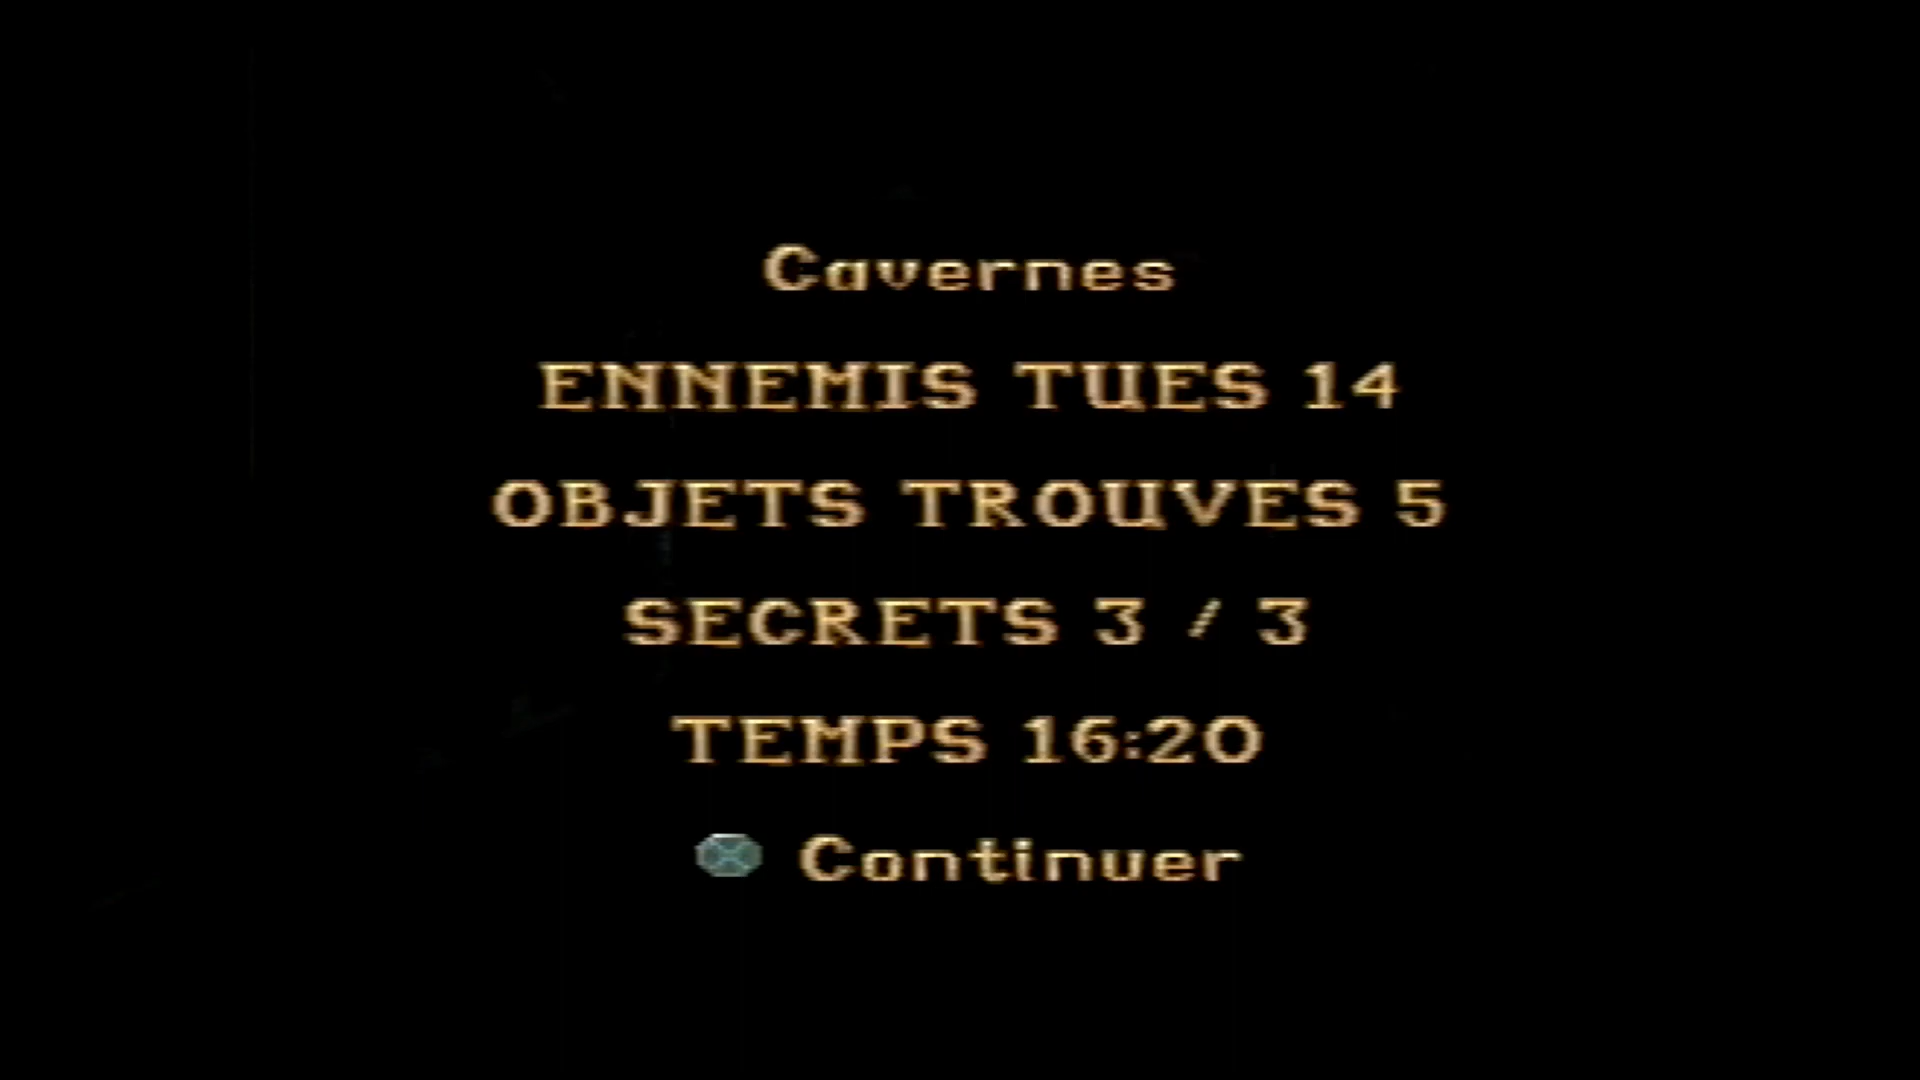 Cavernes
ENNEMIS TUES 14
OBJETS TROUVES 5
SECRETS 3 / 3
TEMPS 16:20
Continuer